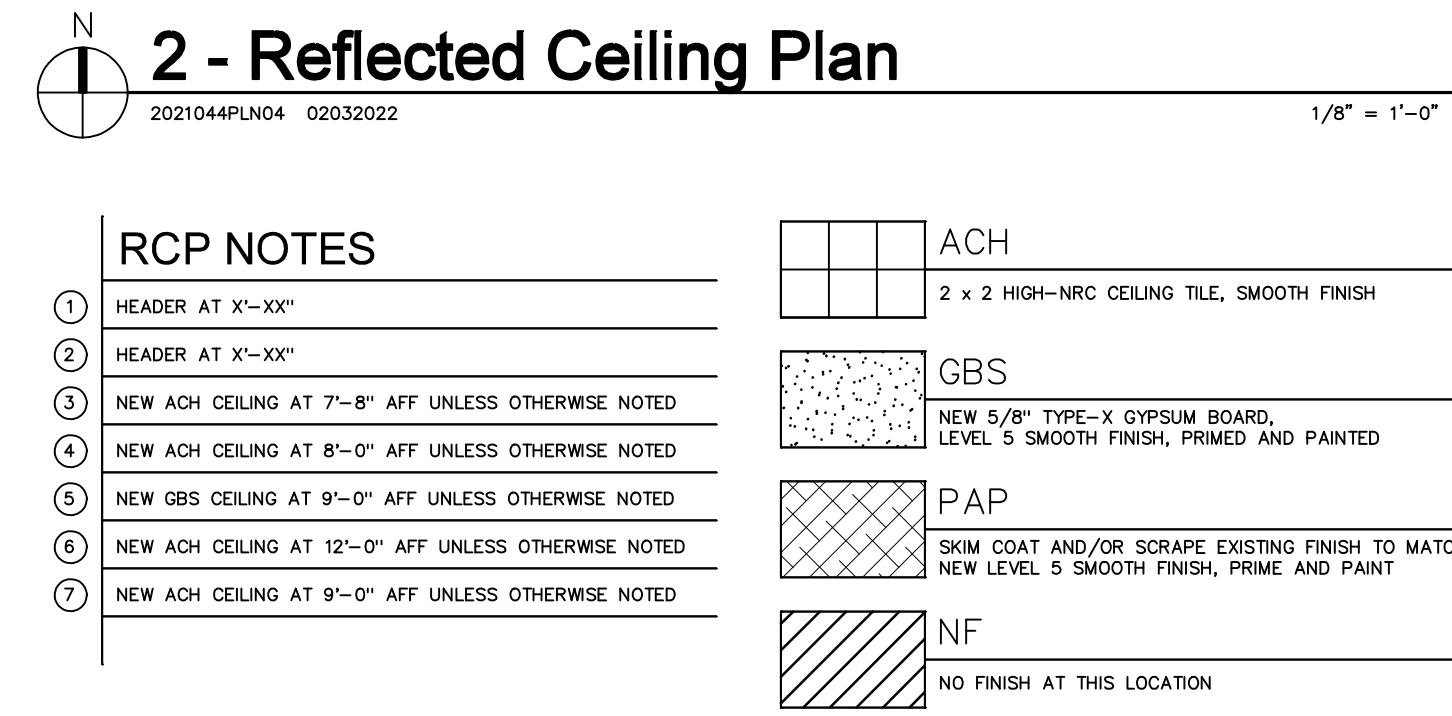 N
2 - Reflected Ceiling Plan
2021044PLN04 02032022
1/8" = 1'-0"
RCP NOTES
1 HEADER AT X'-XX"
2 HEADER AT X'-XX"
3 NEW ACH CEILING AT 7'-8" AFF UNLESS OTHERWISE NOTED
4 NEW ACH CEILING AT 8'-0" AFF UNLESS OTHERWISE NOTED
5 NEW GBS CEILING AT 9'-0" AFF UNLESS OTHERWISE NOTED
6 NEW ACH CEILING AT 12'-0" AFF UNLESS OTHERWISE NOTED
7 NEW ACH CEILING AT 9'-0" AFF UNLESS OTHERWISE NOTED
ACH
2 x 2 HIGH-NRC CEILING TILE, SMOOTH FINISH
GBS
NEW 5/8" TYPE-X GYPSUM BOARD,
LEVEL 5 SMOOTH FINISH, PRIMED AND PAINTED
PAP
SKIM COAT AND/OR SCRAPE EXISTING FINISH TO
NEW LEVEL 5 SMOOTH FINISH, PRIME AND PAINT
NF
NO FINISH AT THIS LOCATION